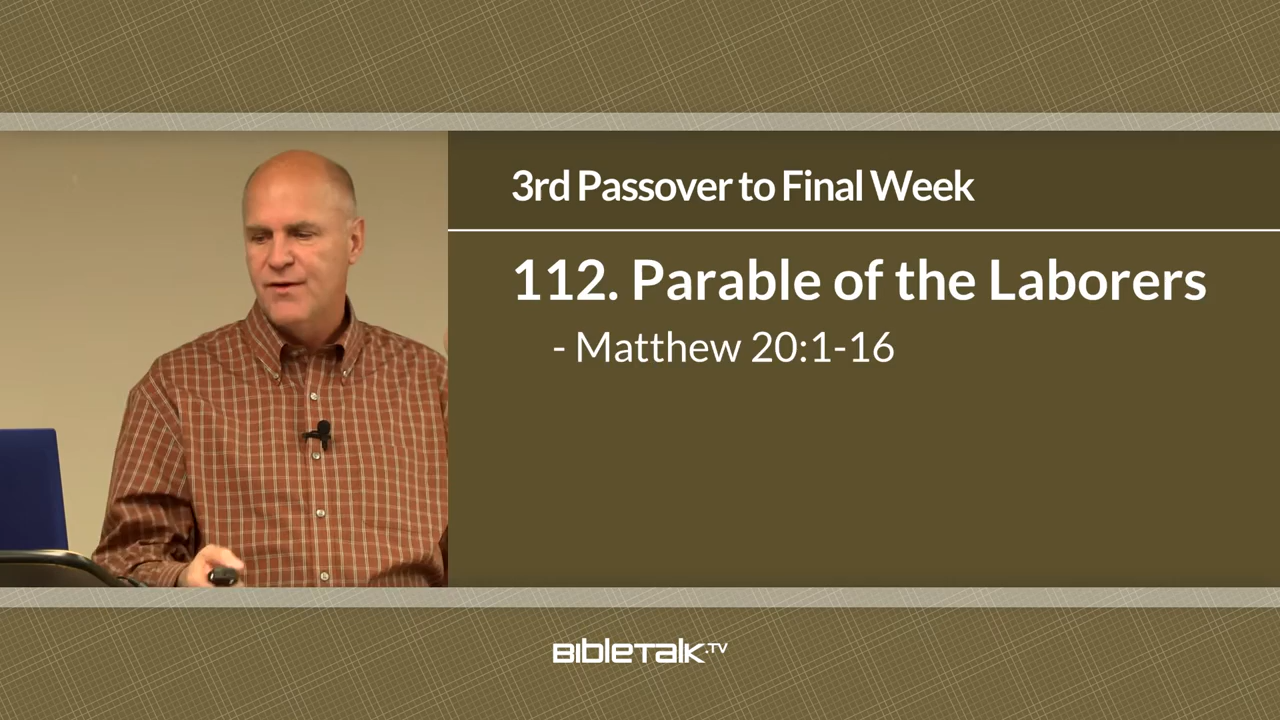 3rd Passover to Final Week
112. Parable of the Laborers
- Matthew 20:1-16
BibleTalk.TV